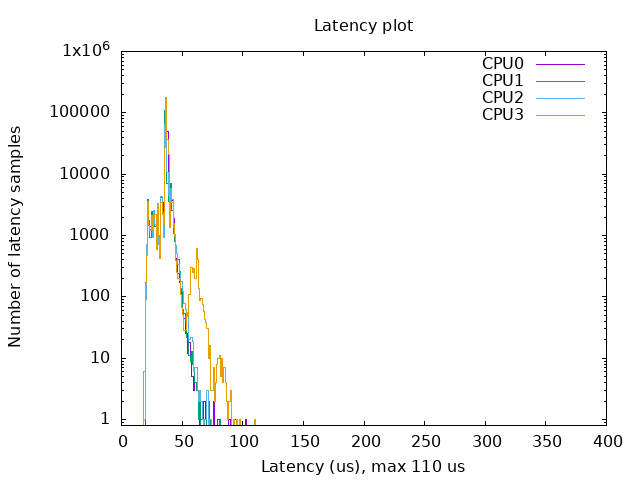 Latency plot
1x10^6
100000
10000
1000
100
10
1
Number of latency samples
CPU0
CPU1
CPU2
CPU3
0 50 100 150 200 250 300 350 400
Latency (us), max 110 us